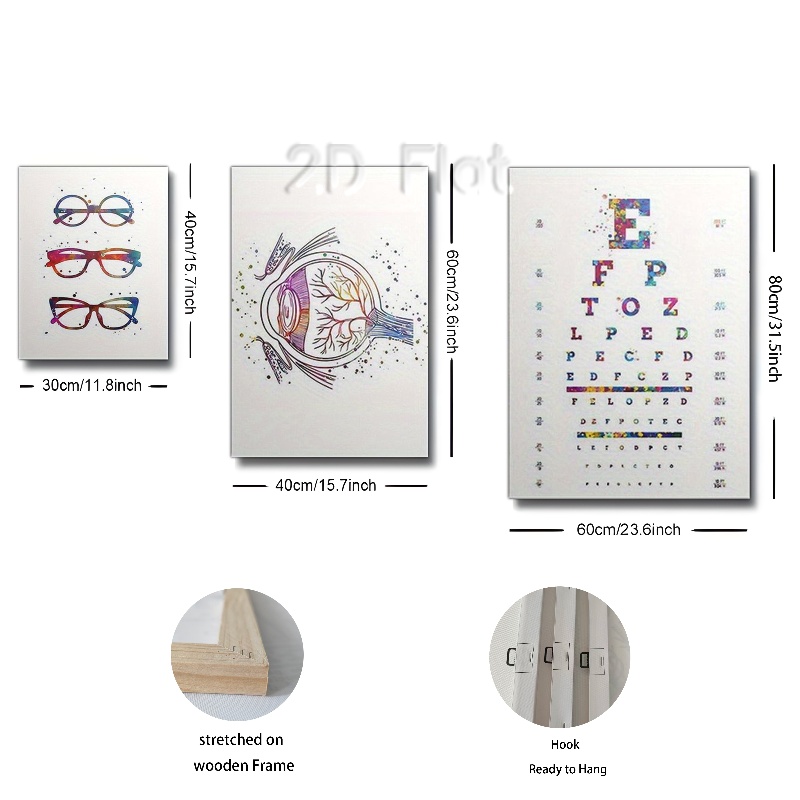 2D Flat
40cm/15.7inch
30cm/11.8inch
60cm/23.6inch
40cm/15.7inch
E
F P
T O Z
L P E D
P E C F D
E D F C Z P
F E L O P Z D
D E F P O T E C
L E F O D P C T
80cm/31.5inch
60cm/23.6inch
stretched on
wooden Frame
Hook
Ready to Hang